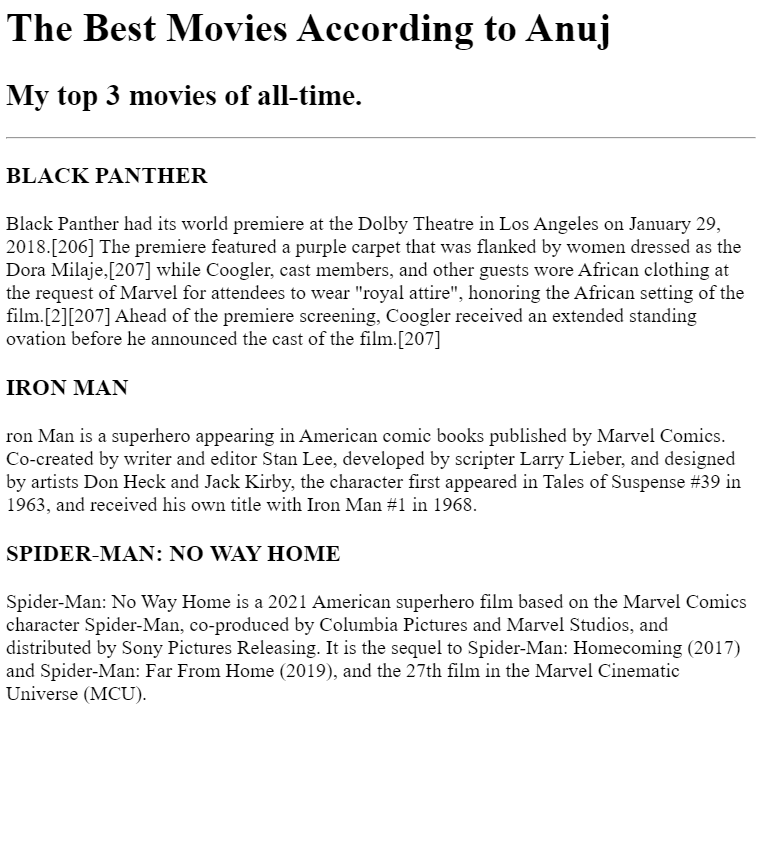 The Best Movies According to Anuj
My top 3 movies of all-time.
BLACK PANTHER
Black Panther had its world premiere at the Dolby Theatre in Los Angeles on January 29,
2018.[206] The premiere featured a purple carpet that was flanked by women dressed as the
Dora Milaje,[207] while Coogler, cast members, and other guests wore African clothing at
the request of Marvel for attendees to wear "royal attire", honoring the African setting of the
film.[2][207] Ahead of the premiere screening, Coogler received an extended standing
ovation before he announced the cast of the film.[207]
IRON MAN
ron Man is a superhero appearing in American comic books published by Marvel Comics.
Co-created by writer and editor Stan Lee, developed by scripter Larry Lieber, and designed
by artists Don Heck and Jack Kirby, the character first appeared in Tales of Suspense #39 in
1963, and received his own title with Iron Man #1 in 1968.
SPIDER-MAN: NO WAY HOME
Spider-Man: No Way Home is a 2021 American superhero film based on the Marvel Comics
character Spider-Man, co-produced by Columbia Pictures and Marvel Studios, and
distributed by Sony Pictures Releasing. It is the sequel to Spider-Man: Homecoming (2017)
and Spider-Man: Far From Home (2019), and the 27th film in the Marvel Cinematic
Universe (MCU).